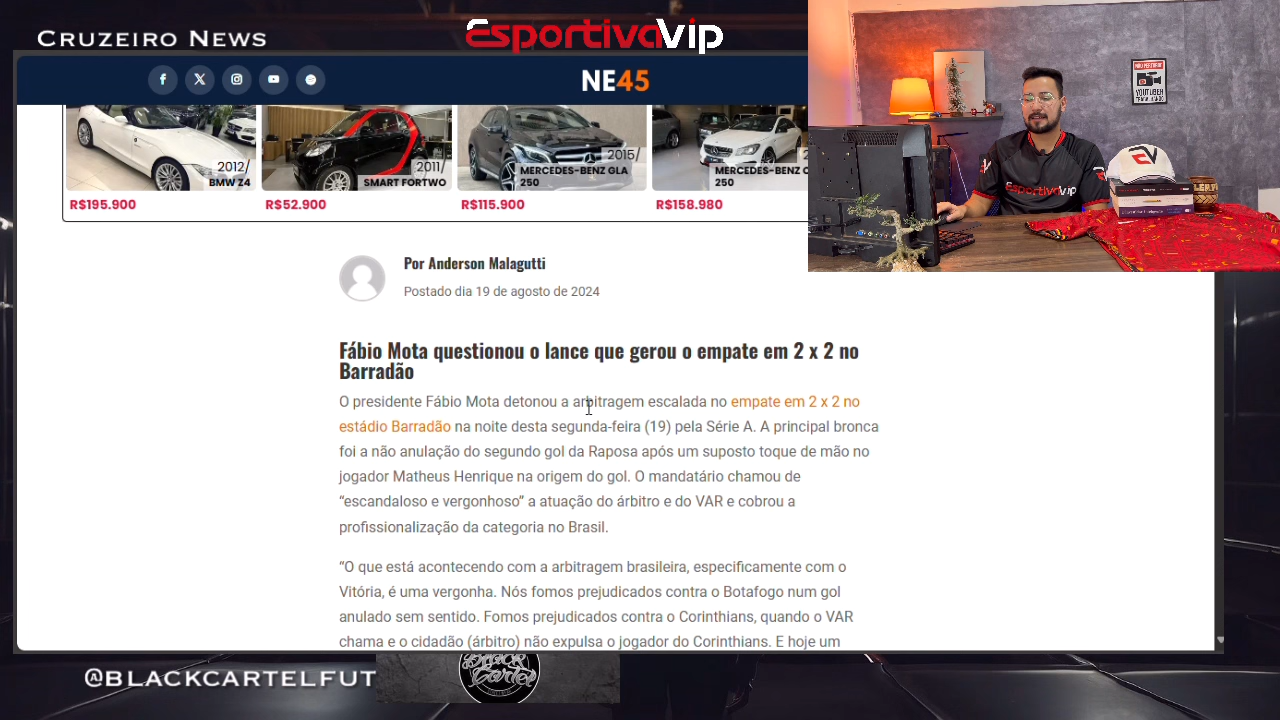 CRUZEIRO NEWS
EsportivaVip
NE45
2012/
BMW Z4
R$195.900
2011/
SMART FORTWO
R$52.900
2015/
MERCEDES-BENZ GLA
250
R$115.900
MERCEDES-BENZ C
250
R$158.980
YOUTUBER
TRABALHANDO
EsportivaVip
Por Anderson Malagutti
Postado dia 19 de agosto de 2024
Fábio Mota questionou o lance que gerou o empate em 2 x 2 no
Barradão
O presidente Fábio Mota detonou a arbitragem escalada no empate em 2 x 2 no
estádio Barradão na noite desta segunda-feira (19) pela Série A. A principal bronca
foi a não anulação do segundo gol da Raposa após um suposto toque de mão no
jogador Matheus Henrique na origem do gol. O mandatário chamou de
“escandaloso e vergonhoso” a atuação do árbitro e do VAR e cobrou a
profissionalização da categoria no Brasil.
“O que está acontecendo com a arbitragem brasileira, especificamente com o
Vitória, é uma vergonha. Nós fomos prejudicados contra o Botafogo num gol
anulado sem sentido. Fomos prejudicados contra o Corinthians, quando o VAR
chama e o cidadão (árbitro) não expulsa o jogador do Corinthians. E hoje um
@BLACKCARTELFUT
Black
Cartel